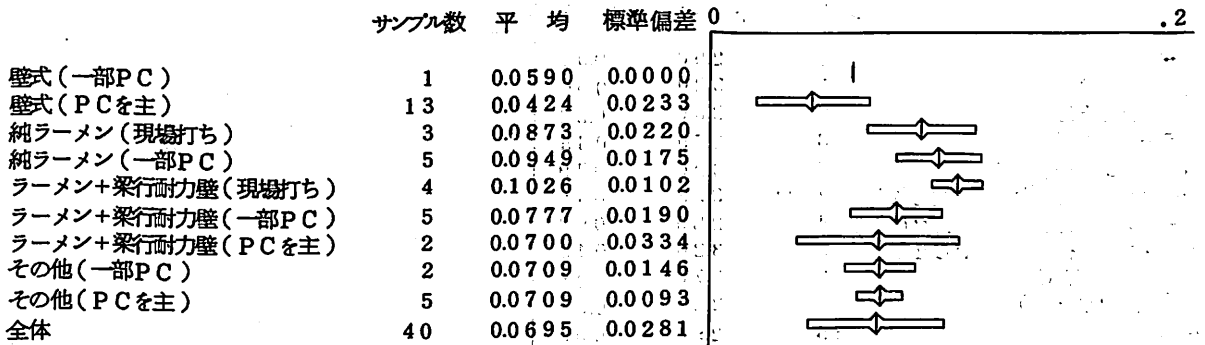 サンプル数 平均 標準偏差 0 .2
壁式(一部PC) 1 0.0590 0.0000
壁式(PCを主) 13 0.0424 0.0233
純ラーメン(現場打ち) 3 0.0873 0.0220
純ラーメン(一部PC) 5 0.0949 0.0175
ラーメン+梁行耐力壁(現場打ち) 4 0.1026 0.0102
ラーメン+梁行耐力壁(一部PC) 5 0.0777 0.0190
ラーメン+梁行耐力壁(PCを主) 2 0.0700 0.0334
その他(一部PC) 2 0.0709 0.0146
その他(PCを主) 5 0.0709 0.0093
全体 40 0.0695 0.0281